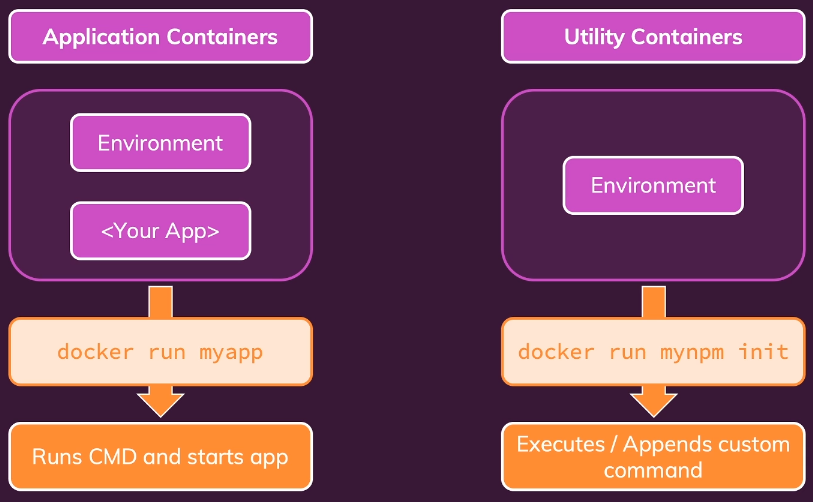 Application Containers
Environment
<Your App>
docker run myapp
Runs CMD and starts app
Utility Containers
Environment
docker run mynpm init
Executes / Appends custom
command